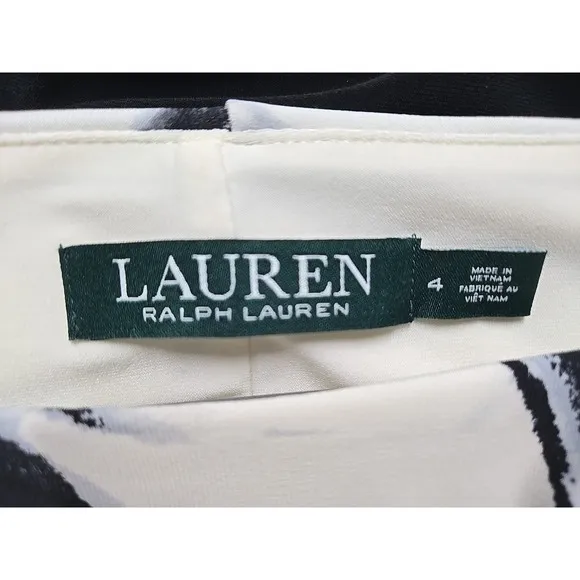 LAUREN
RALPH LAUREN
4
MADE IN
VIETNAM
FABRIQUÉ AU
VIÊT NAM